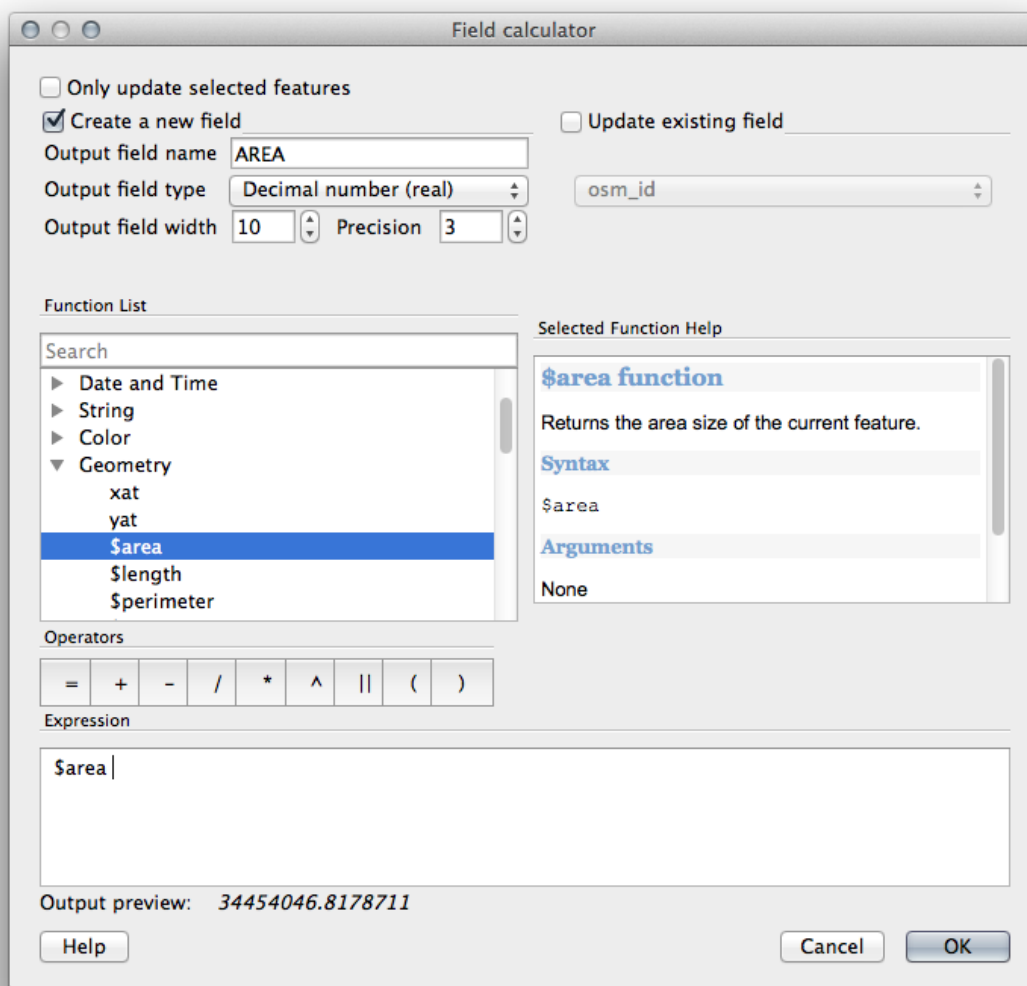 Field calculator
Only update selected features
Create a new field
Update existing field
Output field name AREA
Output field type Decimal number (real)
osm_id
Output field width 10 Precision 3
Function List
Selected Function Help
Search
Date and Time
String
Color
Geometry
xat
yat
$area
$length
$perimeter
$area function
Returns the area size of the current feature.
Syntax
$area
Arguments
None
Operators
= + - / * ^ || ( )
Expression
$area
Output preview: 34454046.8178711
Help
Cancel
OK